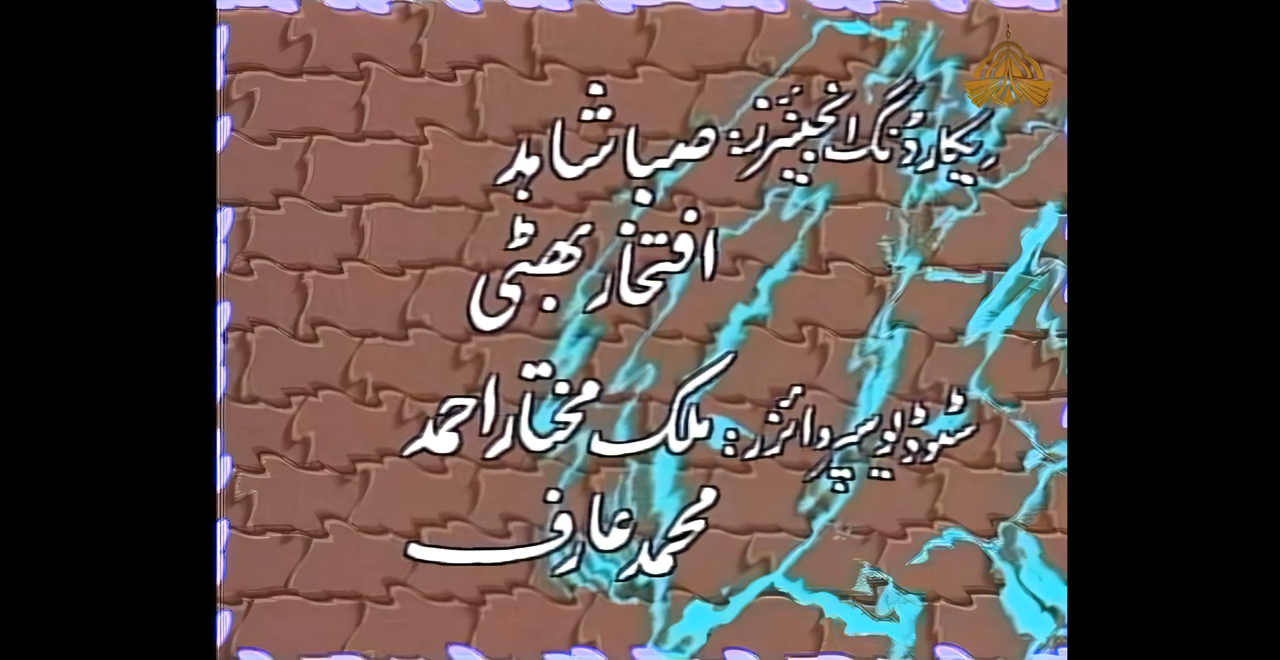 ریکارڈنگ انجینئرز: صبا شاہد
افتخار بھٹی
سٹوڈیو سپروائزر: ملک مختار احمد
محمد عارف